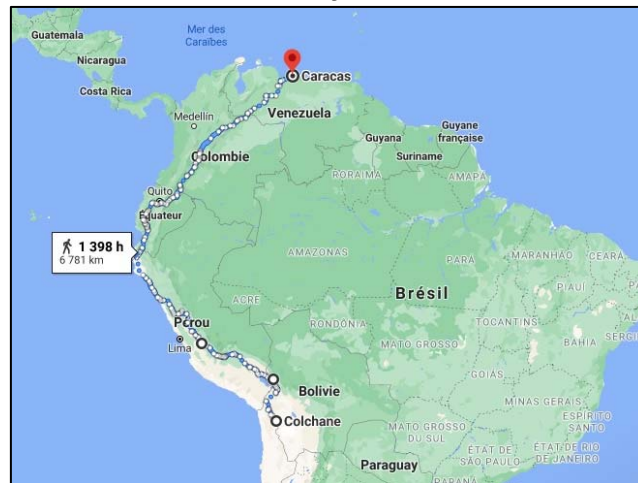 Mer des
Caraïbes
Guatemala
Nicaragua
Costa Rica
Caracas
Medellín
Venezuela
Guyana
Guyane
française
Colombie
Suriname
RORAIMA
AMAPÁ
Quito
Équateur
1 398 h
6 781 km
AMAZONAS
PARÁ
MARANHÃO
CEARÁ
Brésil
PIAUÍ
ACRE
Pérou
RONDÔNIA
TOCANTINS
Lima
MATO GROSSO
BAHIA
SERGIPE
Bolivie
GOIÁS
MINAS GERAIS
Colchane
ESPÍRITO
SANTO
MATO GROSSO
DU SUL
ÉTAT DE
SÃO PAULO
ÉTAT DE RIO
DE JANEIRO
Paraguay